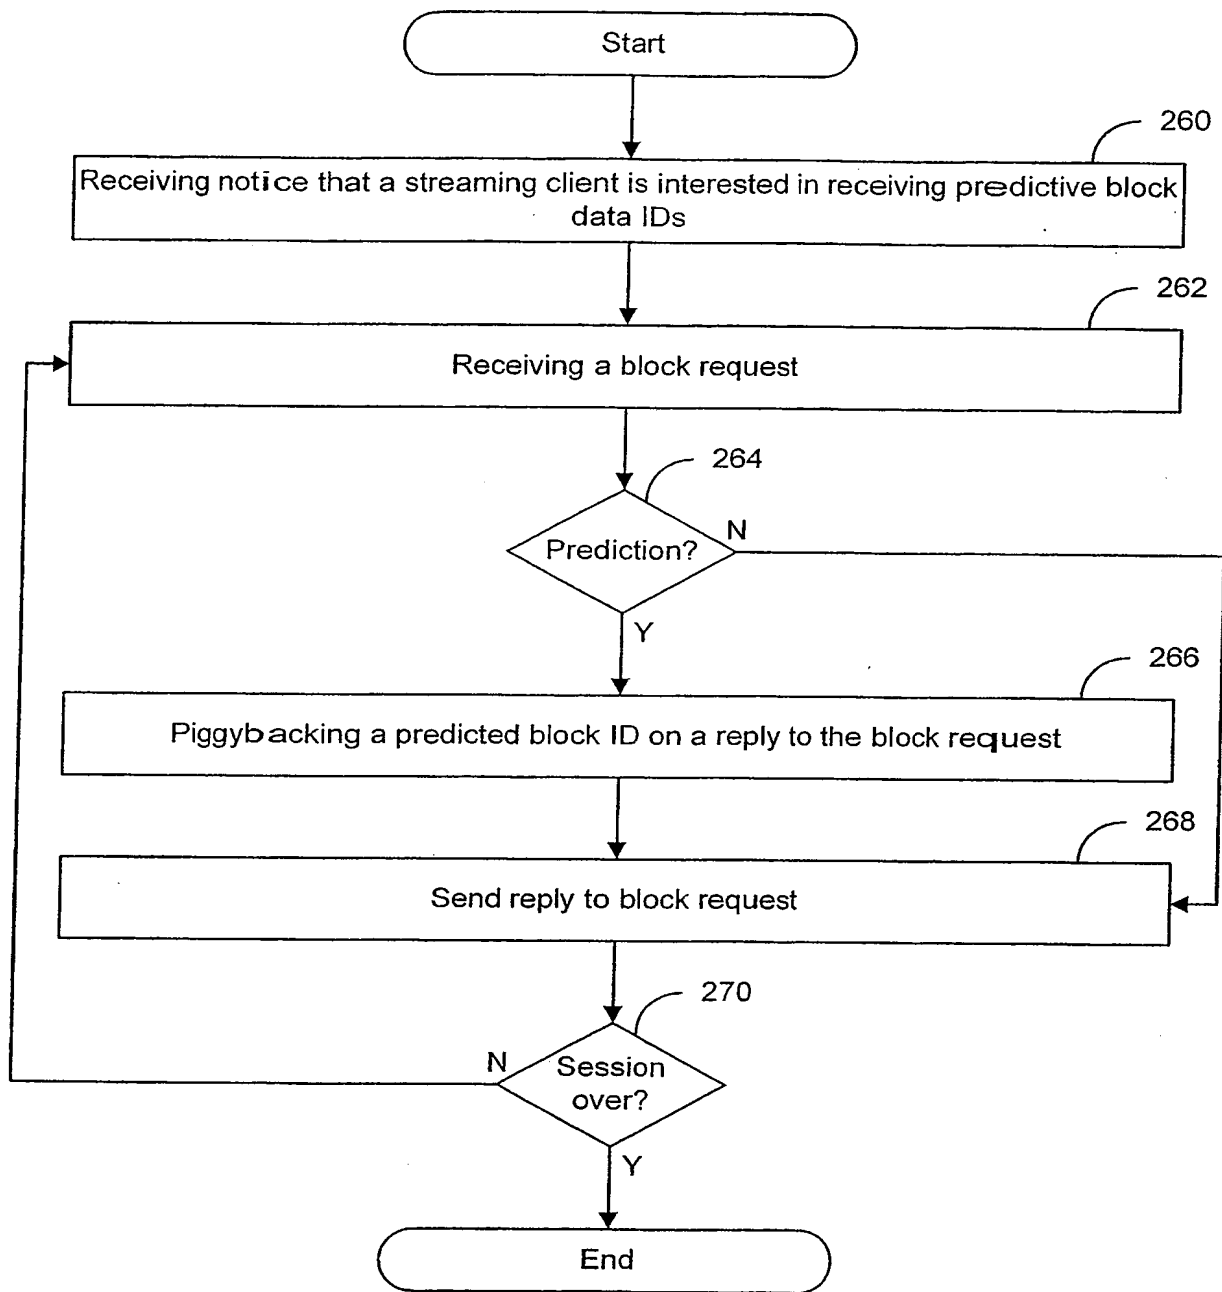 Start
260
Receiving notice that a streaming client is interested in receiving predictive block
data IDs
262
Receiving a block request
264
N
Prediction?
Y
266
Piggybacking a predicted block ID on a reply to the block request
268
Send reply to block request
270
N
Session
over?
Y
End